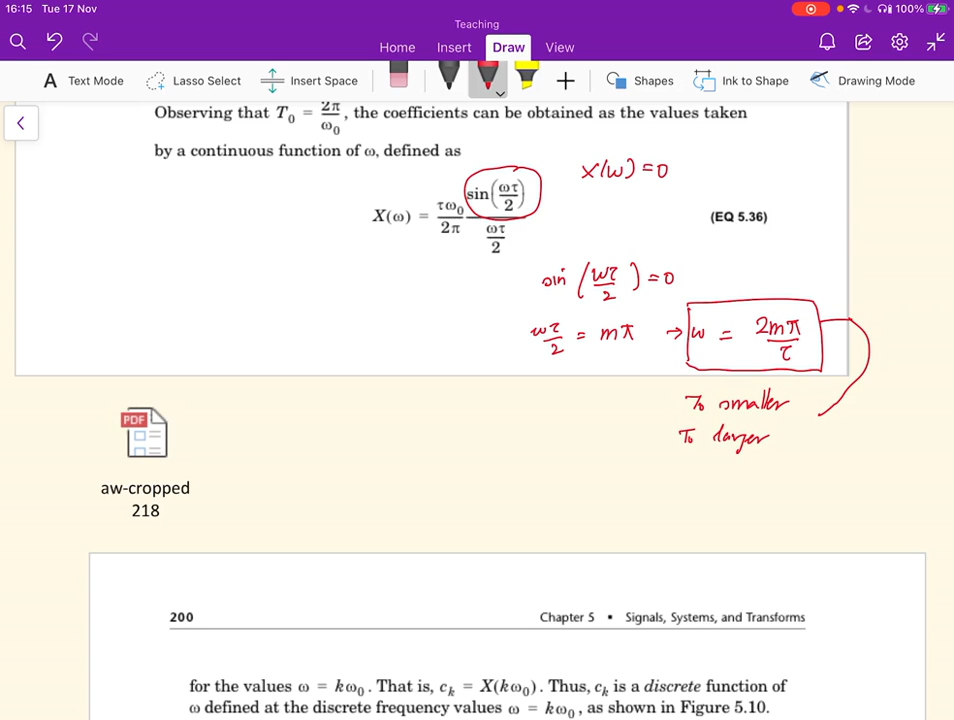 16:15 Tue 17 Nov
100%
Teaching
Home Insert Draw View
Text Mode Lasso Select Insert Space Shapes Ink to Shape Drawing Mode
Observing that T₀ = 2π/ω₀, the coefficients can be obtained as the values taken
by a continuous function of ω, defined as
X(ω) = 0
X(ω) = τω₀/2π sin(ωτ/2)/(ωτ/2) (EQ 5.36)
sin (ωτ/2) = 0
ωτ/2 = mπ → ω = 2mπ/τ
T₀ smaller
T₀ larger
PDF
aw-cropped
218
200 Chapter 5 • Signals, Systems, and Transforms
for the values ω = kω₀. That is, cₖ = X(kω₀). Thus, cₖ is a discrete function of
ω defined at the discrete frequency values ω = kω₀, as shown in Figure 5.10.